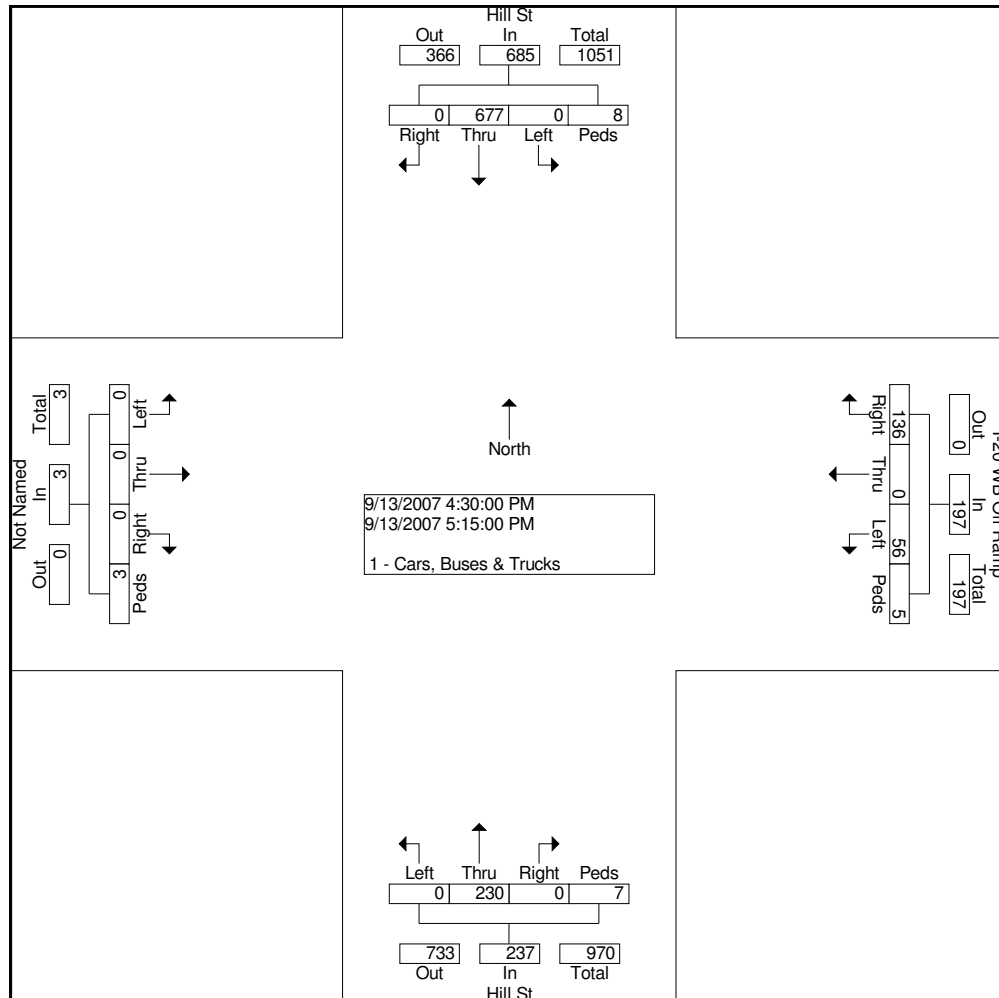 Hill St
Out In Total
366 685 1051
0 677 0 8
Right Thru Left Peds
Not Named
Total In Out
3 3 0
0 0 0 3
Left Thru Right Peds
North
9/13/2007 4:30:00 PM
9/13/2007 5:15:00 PM
1 - Cars, Buses & Trucks
Right Thru Left Peds
136 0 56 5
Out In Total
0 197 197
WB Off Ramp
Left Thru Right Peds
0 230 0 7
733 237 970
Out In Total
Hill St